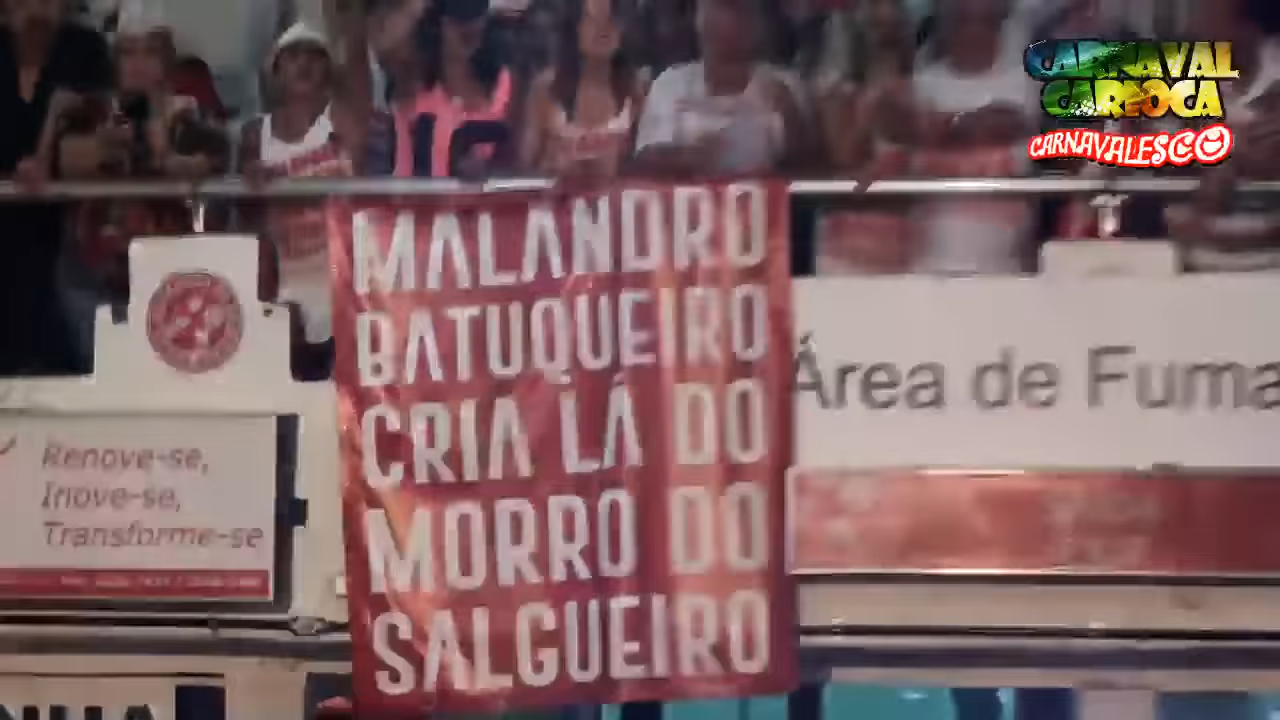 CARNAVAL
CARIOCA
CARNAVALESCO
MALANDRO
BATUQUEIRO
CRIA LÁ DO
MORRO DO
SALGUEIRO
Área de Fuma
Renove-se,
Inove-se,
Transforme-se